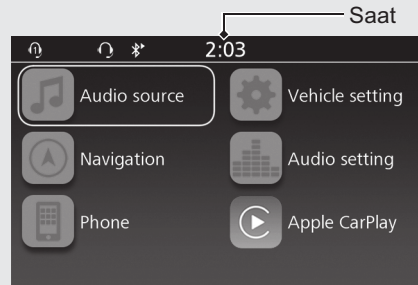 Saat
2:03
Audio source
Vehicle setting
Navigation
Audio setting
Phone
Apple CarPlay